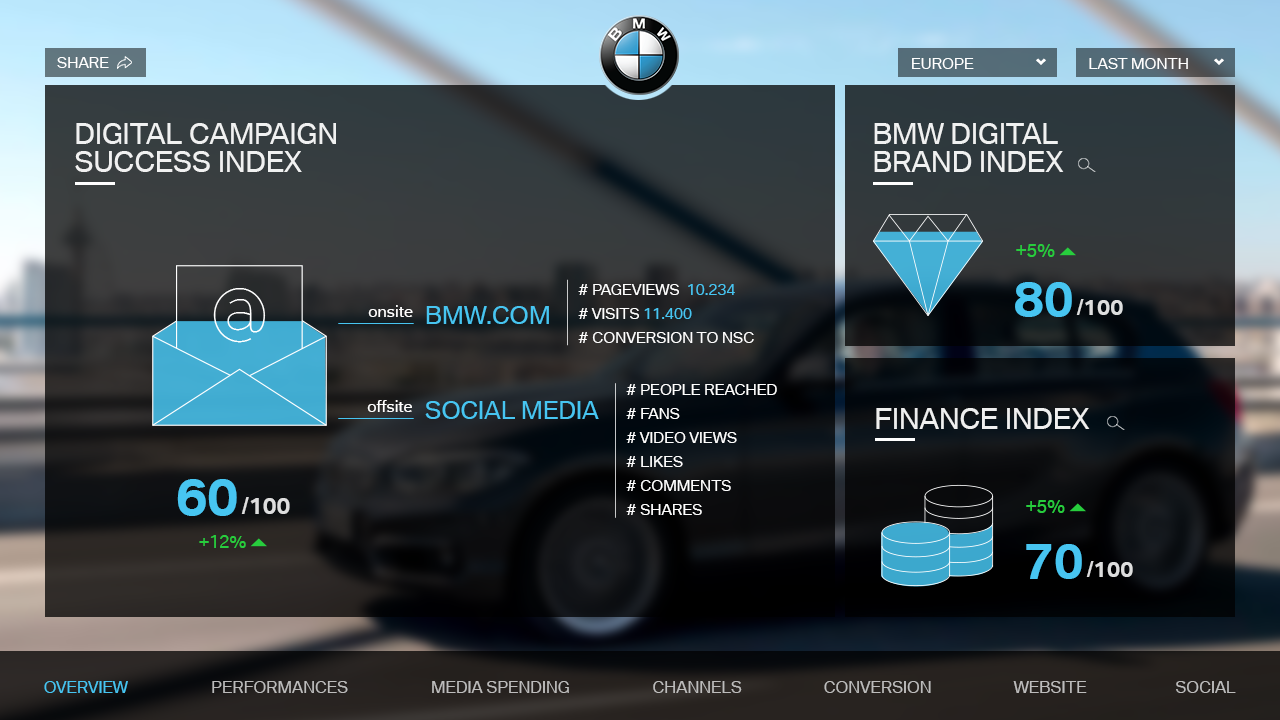 BMW
SHARE
EUROPE
LAST MONTH
DIGITAL CAMPAIGN
SUCCESS INDEX
@
onsite BMW.COM
# PAGEVIEWS 10.234
# VISITS 11.400
# CONVERSION TO NSC
offsite SOCIAL MEDIA
# PEOPLE REACHED
# FANS
# VIDEO VIEWS
# LIKES
# COMMENTS
# SHARES
60/100
+12%
BMW DIGITAL
BRAND INDEX
+5%
80/100
FINANCE INDEX
+5%
70/100
OVERVIEW PERFORMANCES MEDIA SPENDING CHANNELS CONVERSION WEBSITE SOCIAL